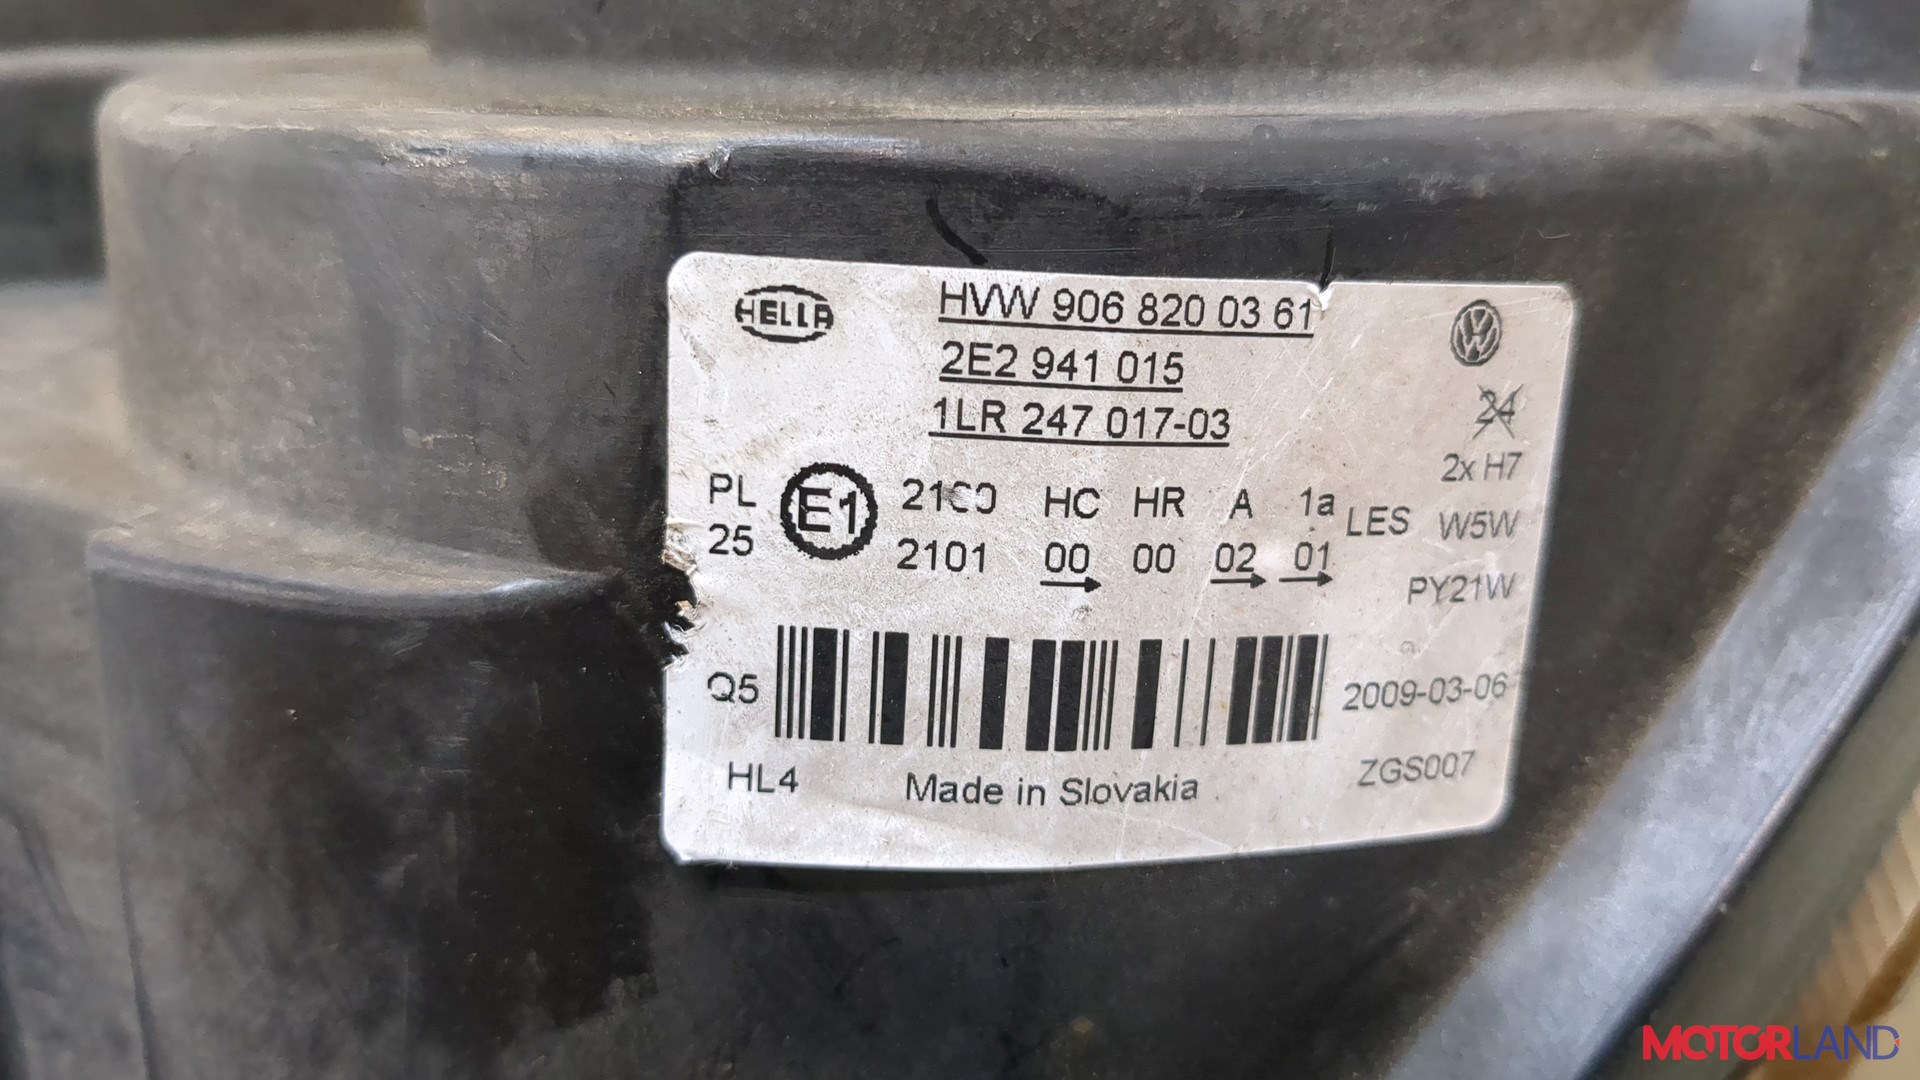 HELLA
HVW 906 820 03 61
2E2 941 015
1LR 247 017-03
24
2x H7
PL E1 HC HR A 1a LES W5W
25 2101 00 00 02 01
PY21W
Q5 2009-03-06
HL4 Made in Slovakia ZGS007
MOTORLAND